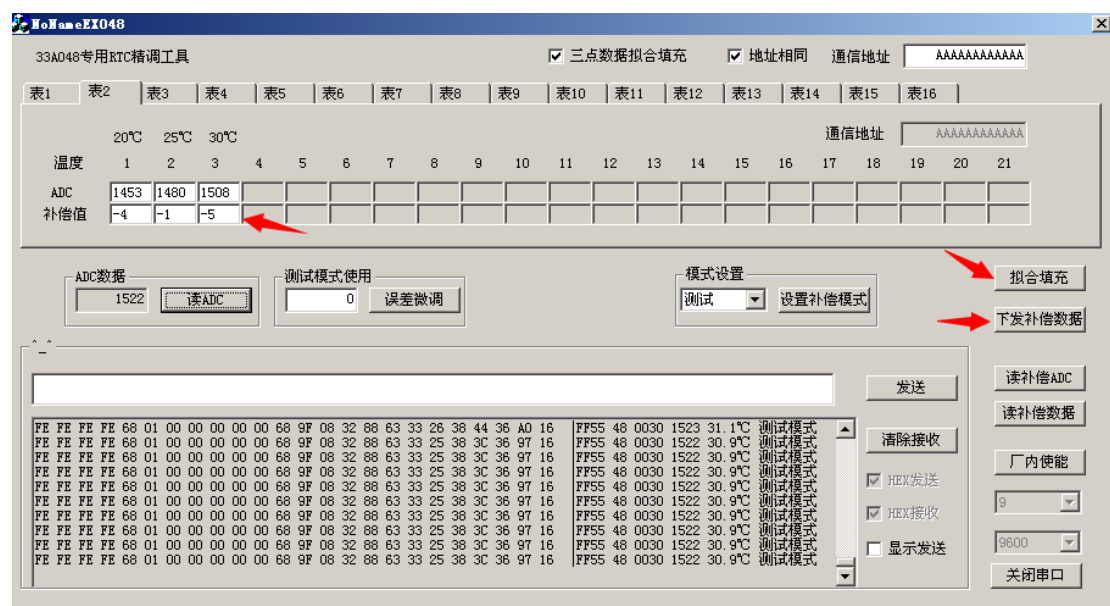 NoNameEX048
33A048专用RTC精调工具 三点数据拟合填充 地址相同 通信地址 AAAAAAAAAAAA
表1 表2 表3 表4 表5 表6 表7 表8 表9 表10 表11 表12 表13 表14 表15 表16
20℃ 25℃ 30℃ 通信地址 AAAAAAAAAAAA
温度 1 2 3 4 5 6 7 8 9 10 11 12 13 14 15 16 17 18 19 20 21
ADC 1453 1480 1508
补偿值 -4 -1 -5
ADC数据 测试模式使用 模式设置
1522 读ADC 0 误差微调 测试 设置补偿模式
拟合填充
下发补偿数据
^_^
发送
读补偿ADC
读补偿数据
FE FE FE FE 68 01 00 00 00 00 00 68 9F 08 32 88 63 33 26 38 44 36 A0 16 FF55 48 0030 1523 31.1℃ 测试模式
FE FE FE FE 68 01 00 00 00 00 00 68 9F 08 32 88 63 33 25 38 3C 36 97 16 FF55 48 0030 1522 30.9℃ 测试模式
FE FE FE FE 68 01 00 00 00 00 00 68 9F 08 32 88 63 33 25 38 3C 36 97 16 FF55 48 0030 1522 30.9℃ 测试模式
FE FE FE FE 68 01 00 00 00 00 00 68 9F 08 32 88 63 33 25 38 3C 36 97 16 FF55 48 0030 1522 30.9℃ 测试模式
FE FE FE FE 68 01 00 00 00 00 00 68 9F 08 32 88 63 33 25 38 3C 36 97 16 FF55 48 0030 1522 30.9℃ 测试模式
FE FE FE FE 68 01 00 00 00 00 00 68 9F 08 32 88 63 33 25 38 3C 36 97 16 FF55 48 0030 1522 30.9℃ 测试模式
FE FE FE FE 68 01 00 00 00 00 00 68 9F 08 32 88 63 33 25 38 3C 36 97 16 FF55 48 0030 1522 30.9℃ 测试模式
FE FE FE FE 68 01 00 00 00 00 00 68 9F 08 32 88 63 33 25 38 3C 36 97 16 FF55 48 0030 1522 30.9℃ 测试模式
FE FE FE FE 68 01 00 00 00 00 00 68 9F 08 32 88 63 33 25 38 3C 36 97 16 FF55 48 0030 1522 30.9℃ 测试模式
FE FE FE FE 68 01 00 00 00 00 00 68 9F 08 32 88 63 33 25 38 3C 36 97 16 FF55 48 0030 1522 30.9℃ 测试模式
清除接收
HEX发送
HEX接收
显示发送
厂内使能
9
9600
关闭串口